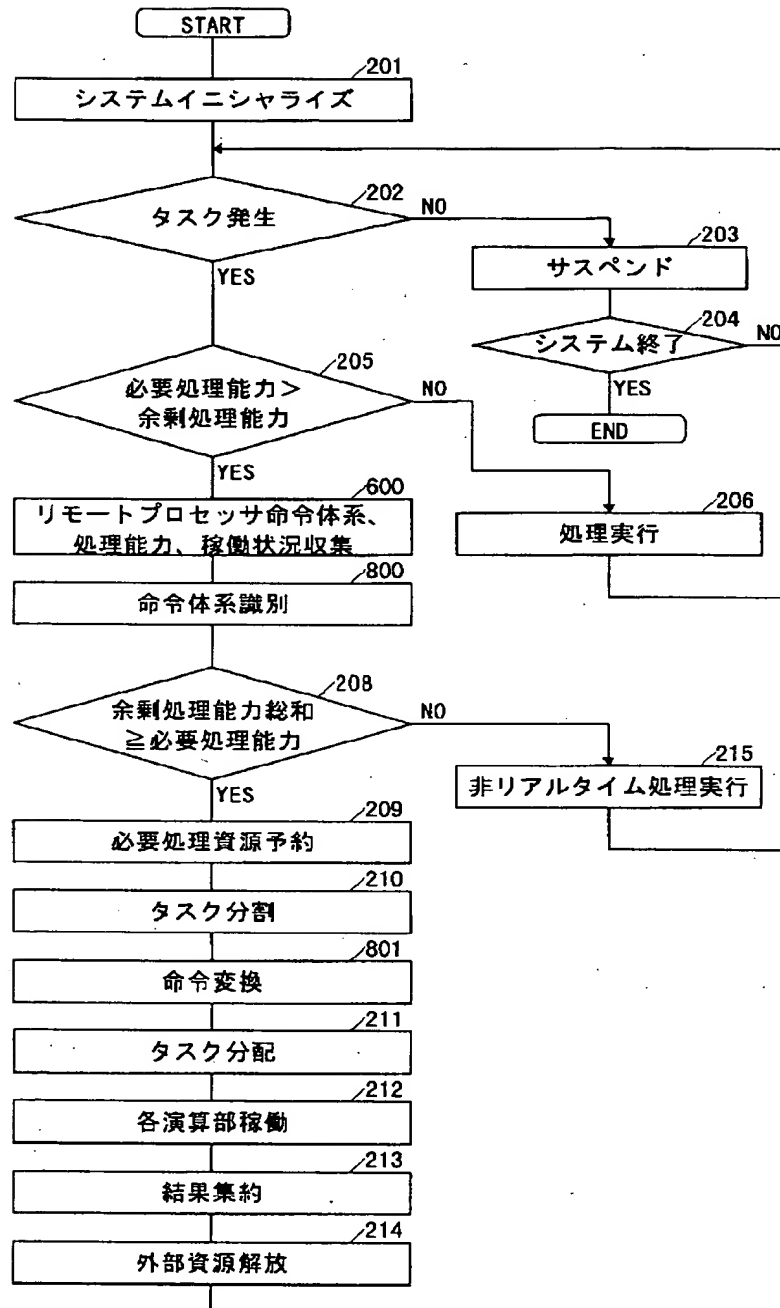 START
201
システムイニシャライズ
202
タスク発生
NO
YES
203
サスペンド
204
システム終了
NO
YES
END
205
必要処理能力>
余剰処理能力
NO
YES
600
リモートプロセッサ命令体系、
処理能力、稼働状況収集
206
処理実行
800
命令体系識別
208
余剰処理能力総和
≧必要処理能力
NO
YES
215
非リアルタイム処理実行
209
必要処理資源予約
210
タスク分割
801
命令変換
211
タスク分配
212
各演算部稼働
213
結果集約
214
外部資源解放